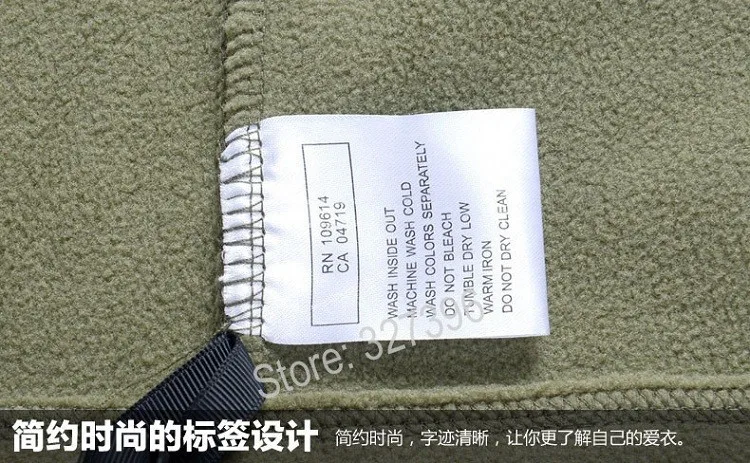 RN 109614
CA 04719
WASH INSIDE OUT
MACHINE WASH COLD
WASH COLORS SEPARATELY
DO NOT BLEACH
TUMBLE DRY LOW
WARM IRON
DO NOT DRY CLEAN
Store: 327396
简约时尚的标签设计
简约时尚，字迹清晰，让你更了解自己的爱衣。